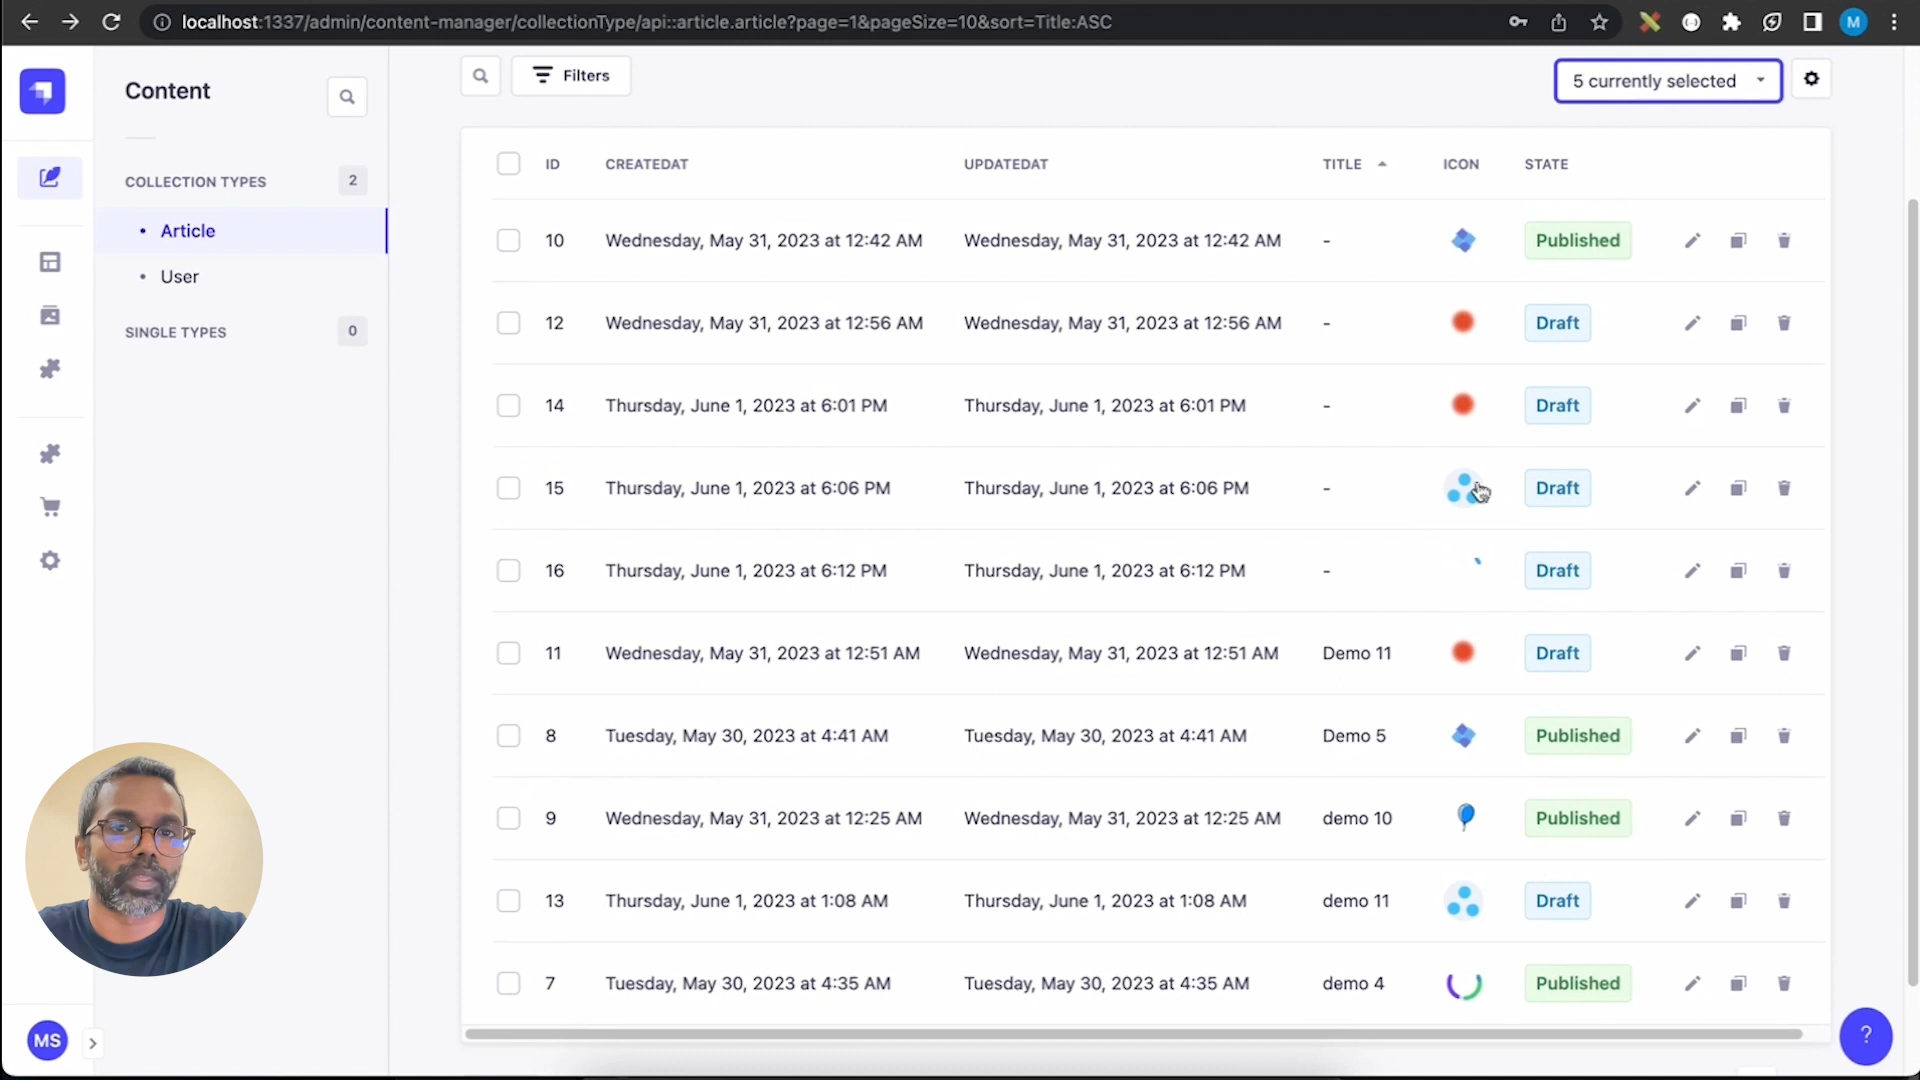 localhost:1337/admin/content-manager/collectionType/api::article.article?page=1&pageSize=10&sort=Title:ASC
M
Content
Filters
5 currently selected
COLLECTION TYPES 2
Article
User
SINGLE TYPES 0
ID CREATEDAT UPDATEDAT TITLE ICON STATE
10 Wednesday, May 31, 2023 at 12:42 AM Wednesday, May 31, 2023 at 12:42 AM - Published
12 Wednesday, May 31, 2023 at 12:56 AM Wednesday, May 31, 2023 at 12:56 AM - Draft
14 Thursday, June 1, 2023 at 6:01 PM Thursday, June 1, 2023 at 6:01 PM - Draft
15 Thursday, June 1, 2023 at 6:06 PM Thursday, June 1, 2023 at 6:06 PM - Draft
16 Thursday, June 1, 2023 at 6:12 PM Thursday, June 1, 2023 at 6:12 PM - Draft
11 Wednesday, May 31, 2023 at 12:51 AM Wednesday, May 31, 2023 at 12:51 AM Demo 11 Draft
8 Tuesday, May 30, 2023 at 4:41 AM Tuesday, May 30, 2023 at 4:41 AM Demo 5 Published
9 Wednesday, May 31, 2023 at 12:25 AM Wednesday, May 31, 2023 at 12:25 AM demo 10 Published
13 Thursday, June 1, 2023 at 1:08 AM Thursday, June 1, 2023 at 1:08 AM demo 11 Draft
7 Tuesday, May 30, 2023 at 4:35 AM Tuesday, May 30, 2023 at 4:35 AM demo 4 Published
MS
?